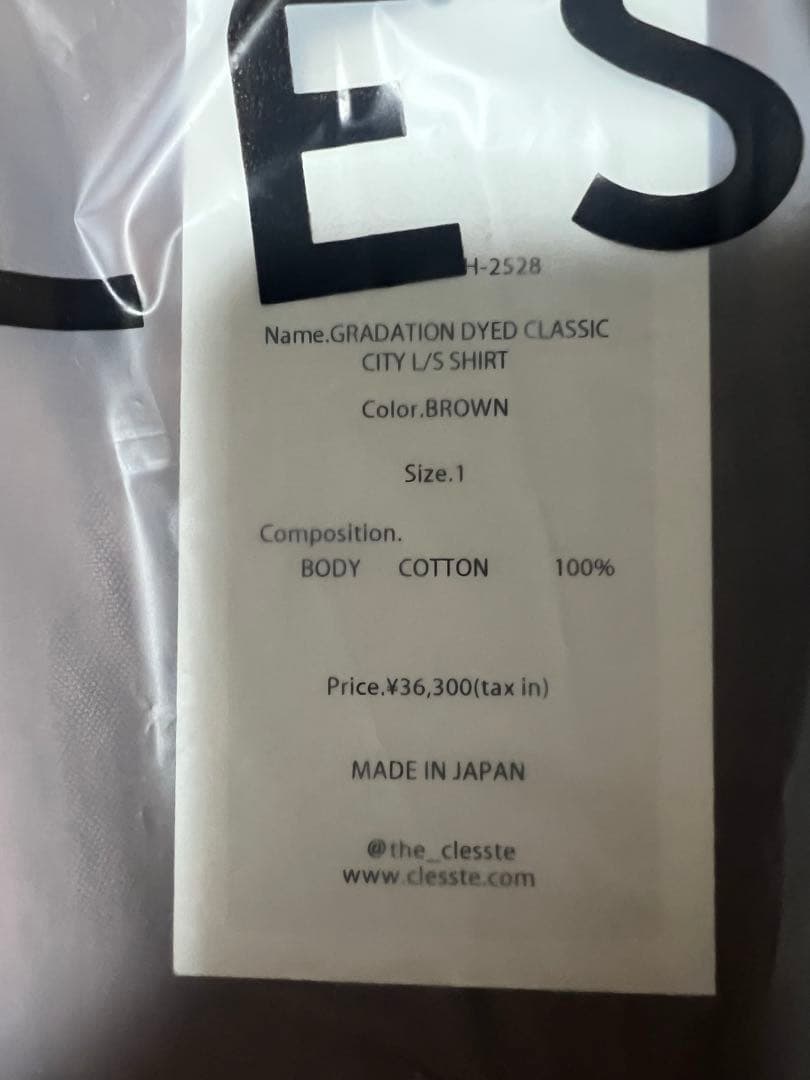 ES
H-2528
Name.GRADATION DYED CLASSIC
CITY L/S SHIRT
Color.BROWN
Size.1
Composition.
BODY COTTON 100%
Price.¥36,300(tax in)
MADE IN JAPAN
@the_clesste
www.clesste.com